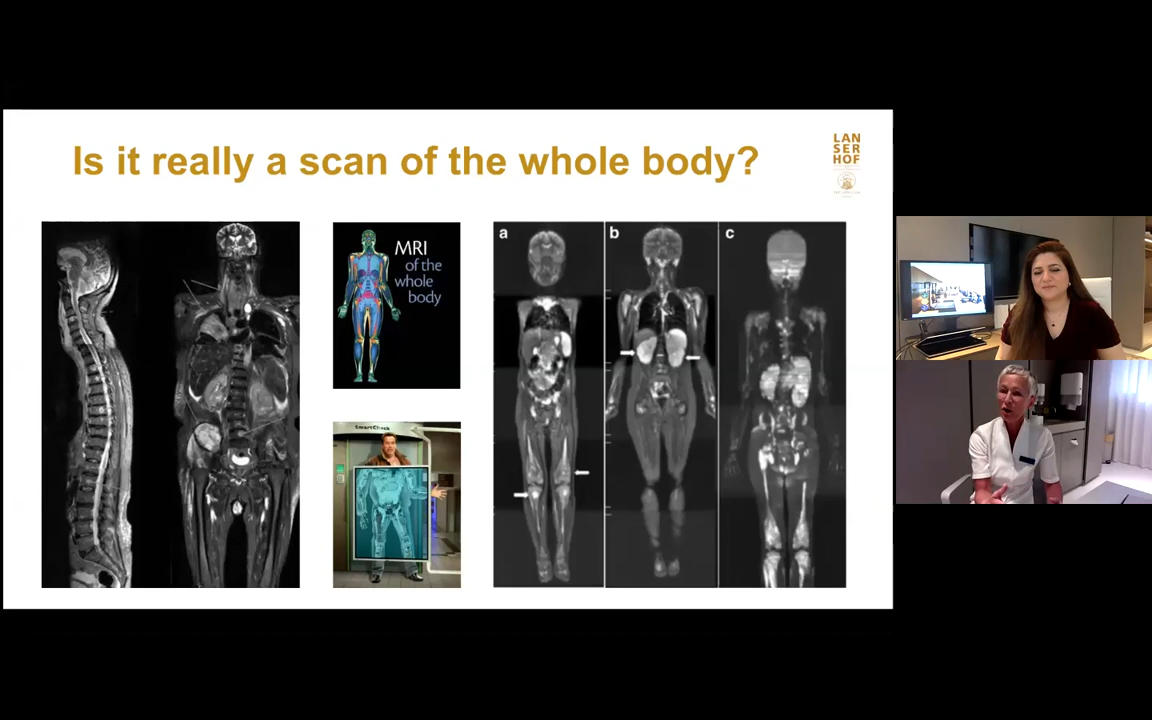 Is it really a scan of the whole body?
LAN
SER
HOF
MRI
of the
whole
body
SmartCheck
a
b
c